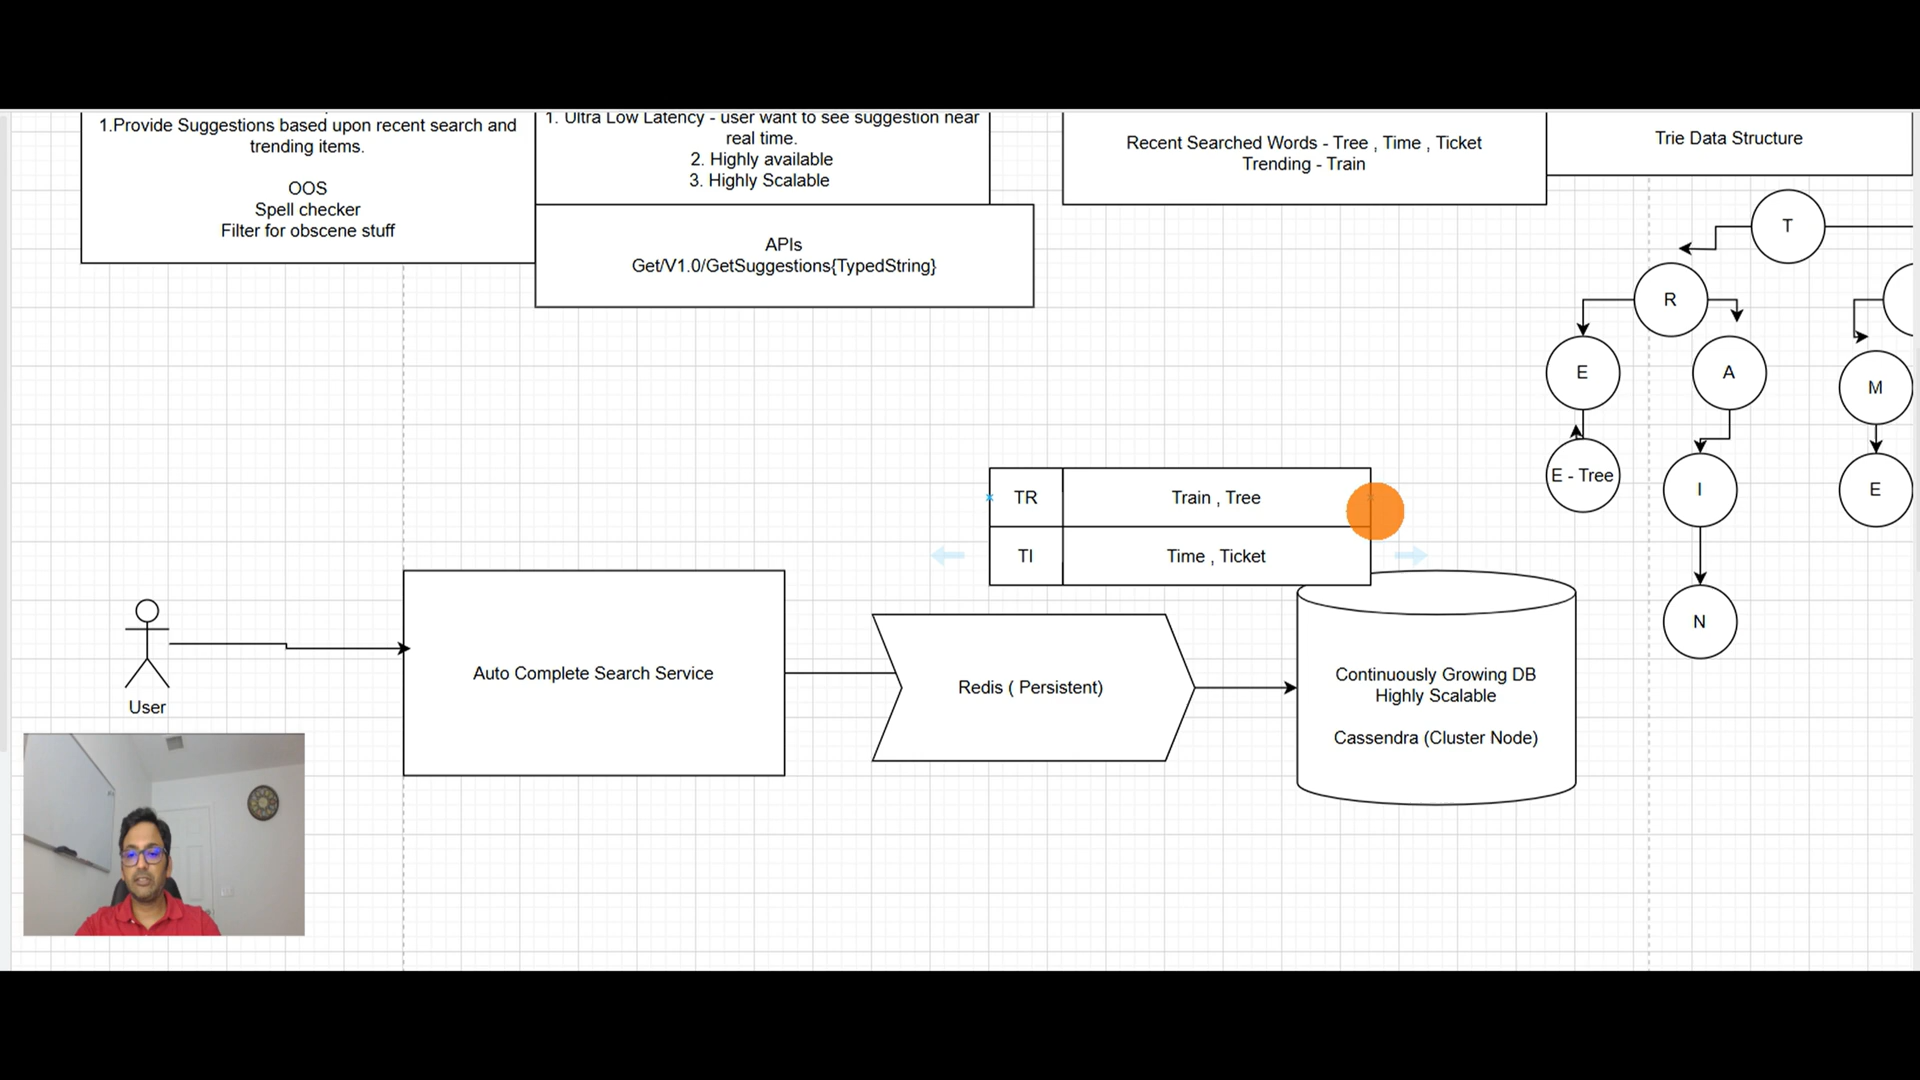 1.Provide Suggestions based upon recent search and
trending items.
OOS
Spell checker
Filter for obscene stuff
1. Ultra Low Latency - user want to see suggestion near
real time.
2. Highly available
3. Highly Scalable
APIs
Get/V1.0/GetSuggestions{TypedString}
Recent Searched Words - Tree , Time , Ticket
Trending - Train
Trie Data Structure
T
R
E
A
M
E - Tree
I
E
N
TR
Train , Tree
TI
Time , Ticket
User
Auto Complete Search Service
Redis ( Persistent)
Continuously Growing DB
Highly Scalable
Cassendra (Cluster Node)